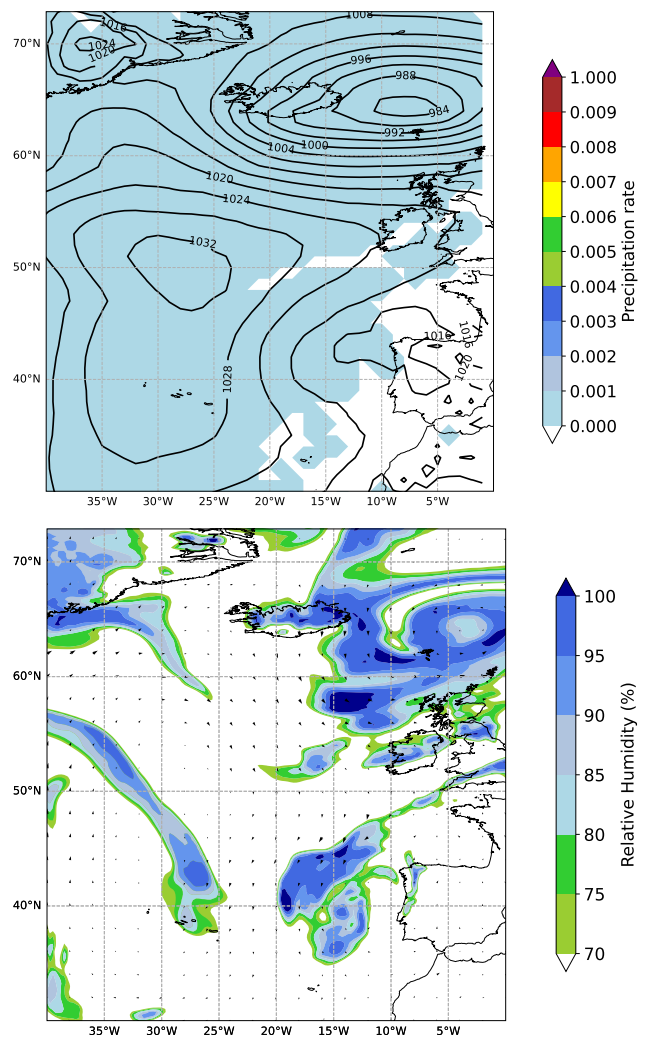 1008
1016
1024
1020
996
988
984
992
1004
1000
1020
1024
1032
1028
1016
1016
1020
70°N
60°N
50°N
40°N
35°W
30°W
25°W
20°W
15°W
10°W
5°W
1.000
0.009
0.008
0.007
0.006
0.005
0.004
0.003
0.002
0.001
0.000
Precipitation rate
70°N
60°N
50°N
40°N
35°W
30°W
25°W
20°W
15°W
10°W
5°W
100
95
90
85
80
75
70
Relative Humidity (%)